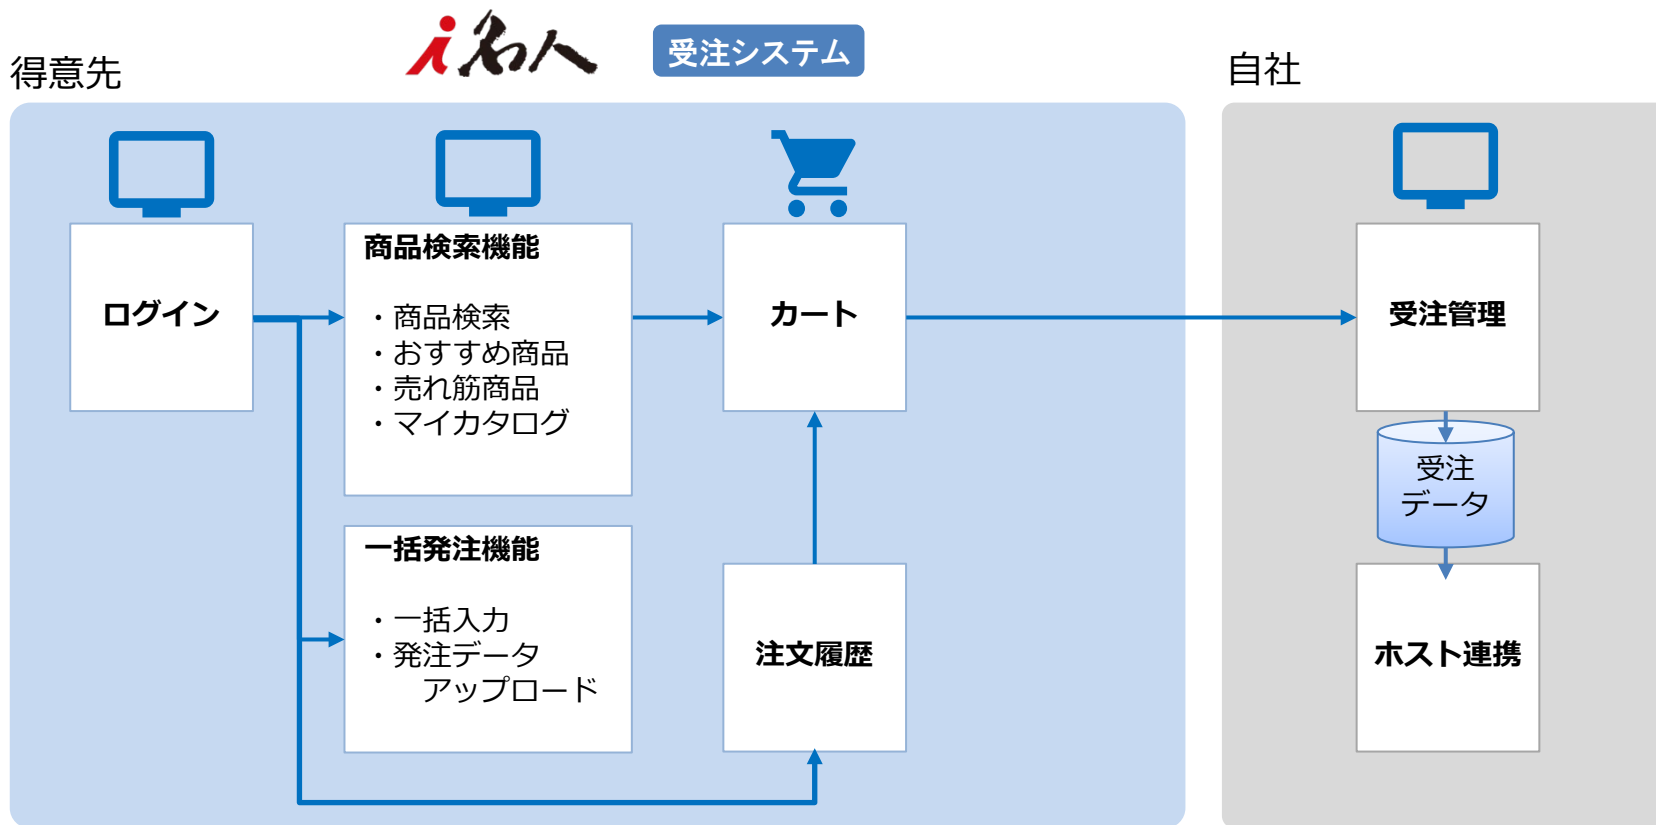 得意先
i名人
受注システム
自社
ログイン
商品検索機能
・商品検索
・おすすめ商品
・売れ筋商品
・マイカタログ
カート
受注管理
受注
データ
一括発注機能
・一括入力
・発注データ
アップロード
注文履歴
ホスト連携